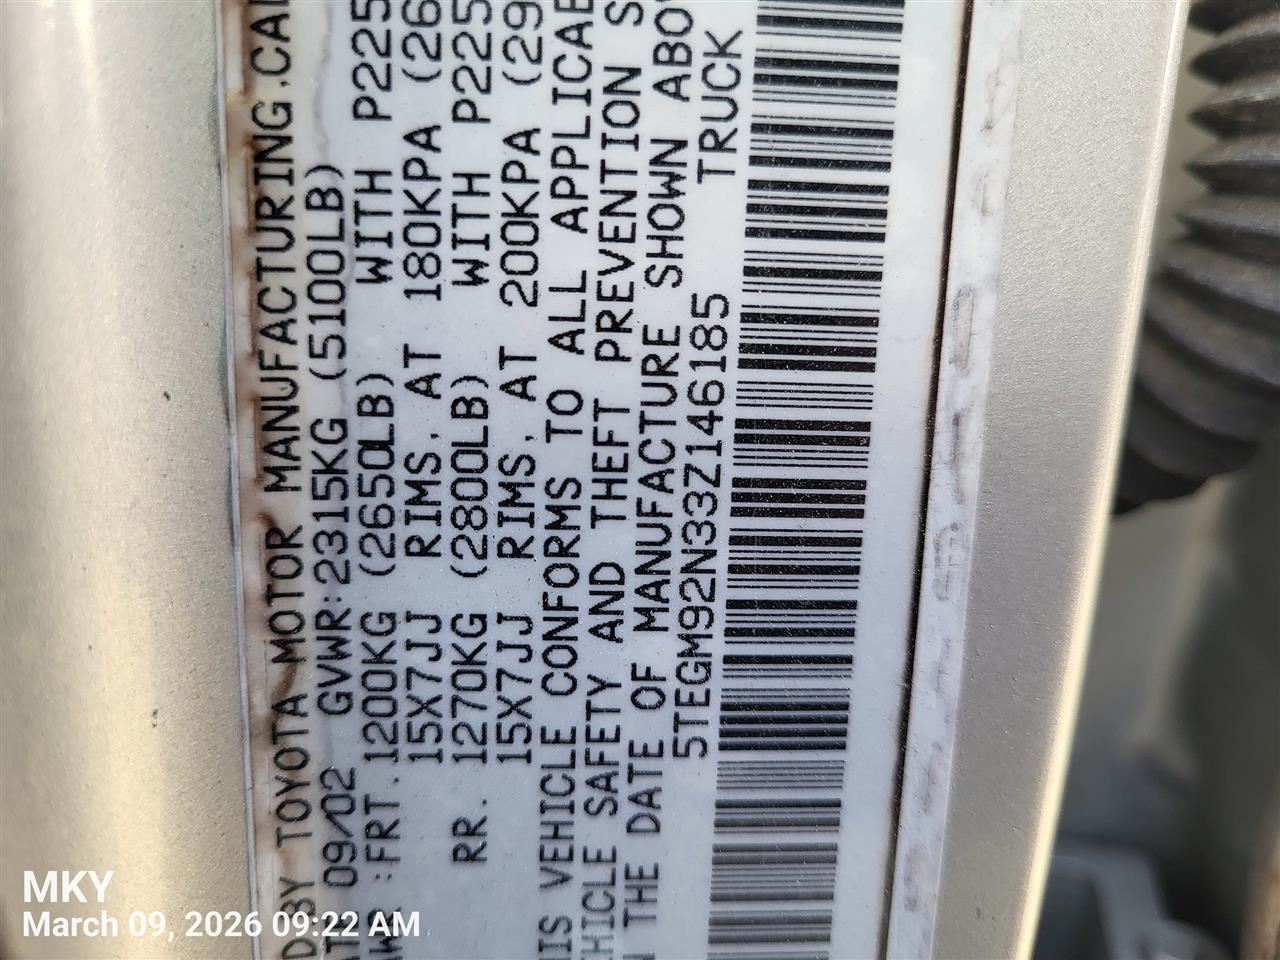 D BY TOYOTA MOTOR MANUFACTURING.CAL
09/02 GVWR:2315KG (5100LB)
:FRT.1200KG (2650LB) WITH P225
15X7JJ RIMS, AT 180KPA (26
RR. 1270KG (2800LB) WITH P225
15X7JJ RIMS, AT 200KPA (29
VEHICLE CONFORMS TO ALL APPLICAB
SAFETY AND THEFT PREVENTION S
THE DATE OF MANUFACTURE SHOWN ABO
5TEGM92N33Z146185 TRUCK
MKY
March 09, 2026 09:22 AM